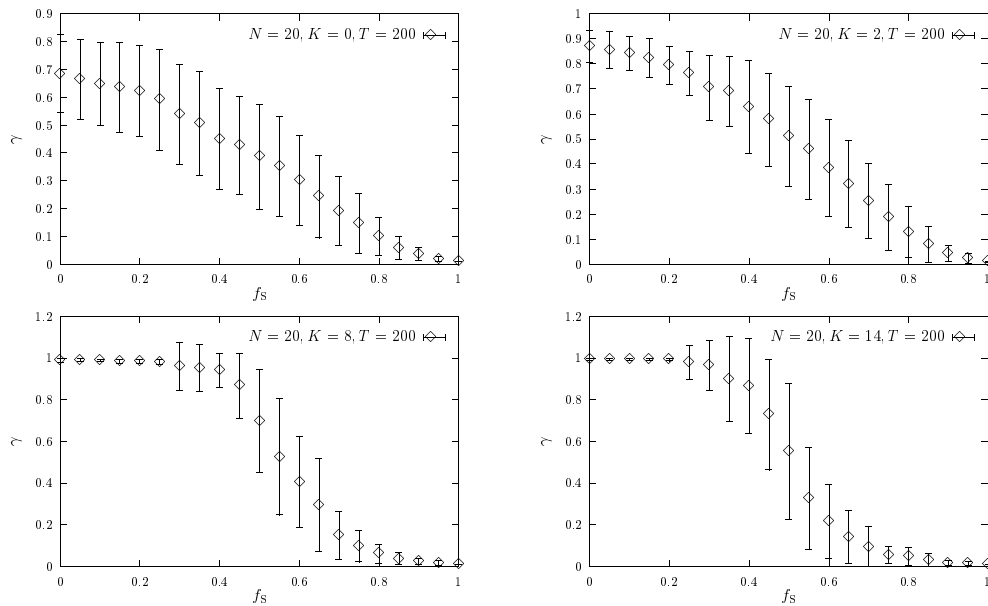 0.9
0.8
0.7
0.6
0.5
0.4
0.3
0.2
0.1
0
γ
N = 20, K = 0, T = 200
0 0.2 0.4 0.6 0.8 1
f_S
1
0.9
0.8
0.7
0.6
0.5
0.4
0.3
0.2
0.1
0
γ
N = 20, K = 2, T = 200
0 0.2 0.4 0.6 0.8 1
f_S
1.2
1
0.8
0.6
0.4
0.2
0
γ
N = 20, K = 8, T = 200
0 0.2 0.4 0.6 0.8 1
f_S
1.2
1
0.8
0.6
0.4
0.2
0
γ
N = 20, K = 14, T = 200
0 0.2 0.4 0.6 0.8 1
f_S